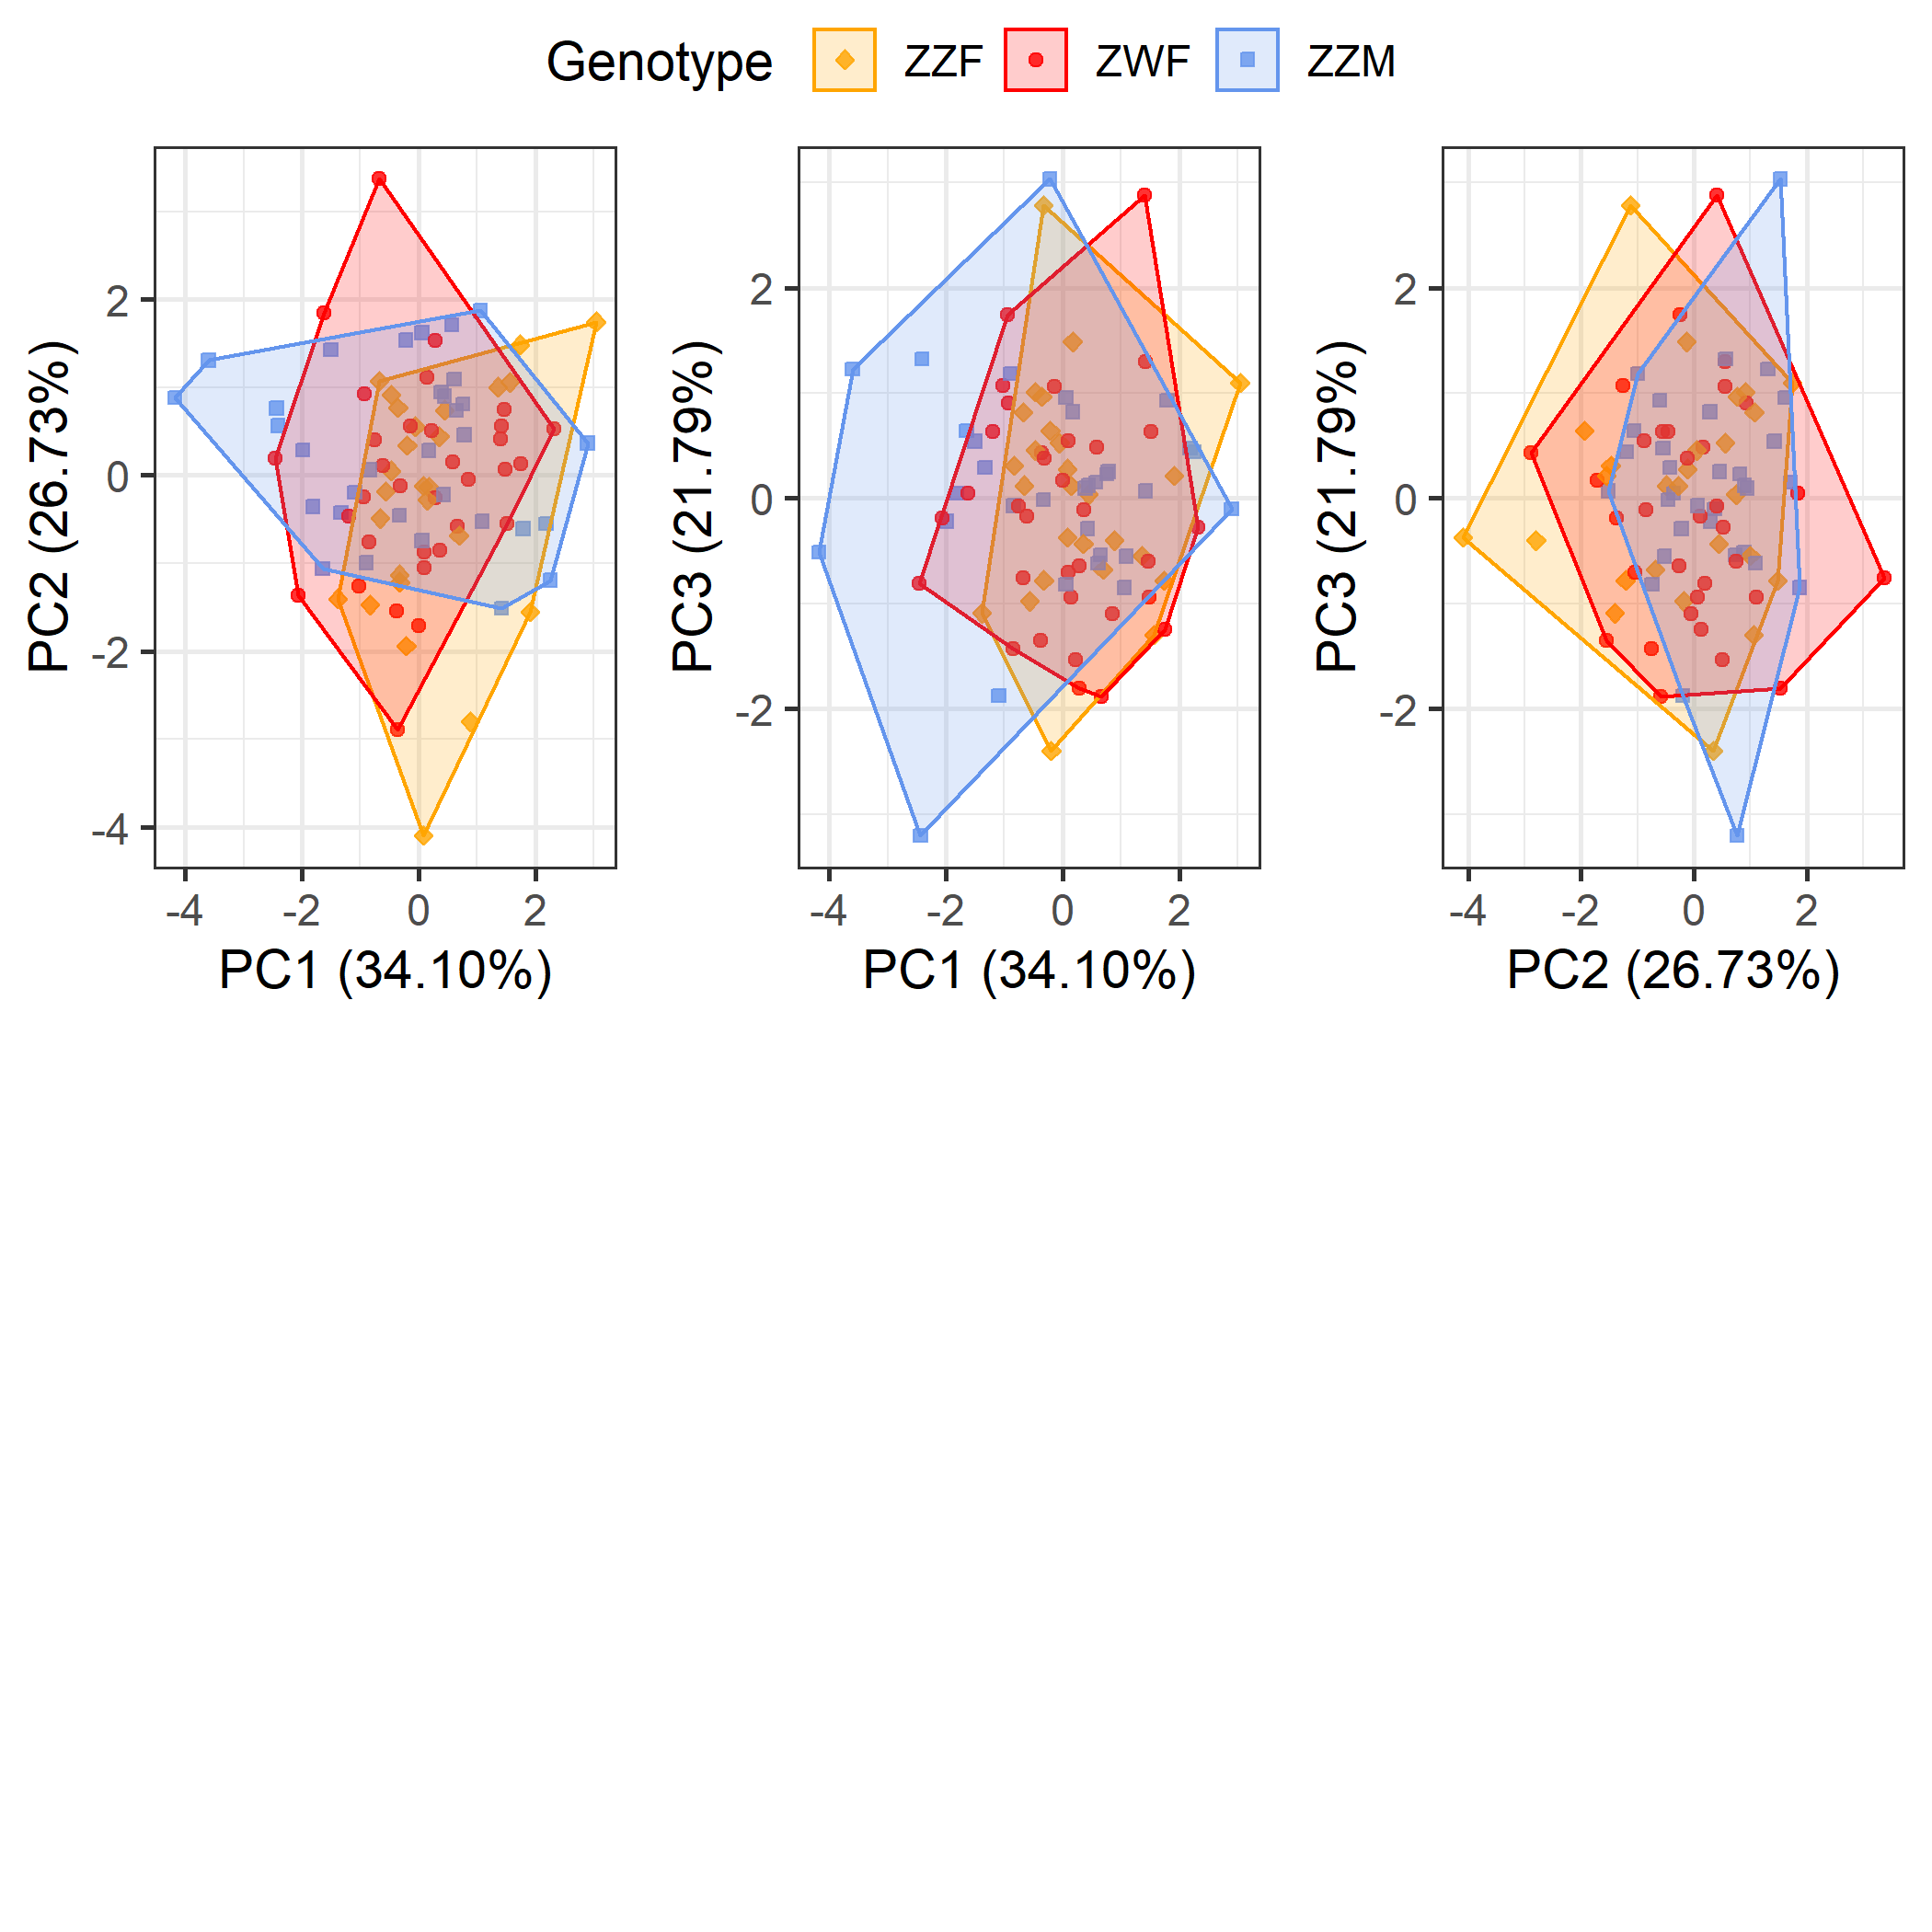 Genotype ZZF ZWF ZZM
PC2 (26.73%)
2
0
-2
-4
-4 -2 0 2
PC1 (34.10%)
PC3 (21.79%)
2
0
-2
-4 -2 0 2
PC1 (34.10%)
PC3 (21.79%)
2
0
-2
-4 -2 0 2
PC2 (26.73%)